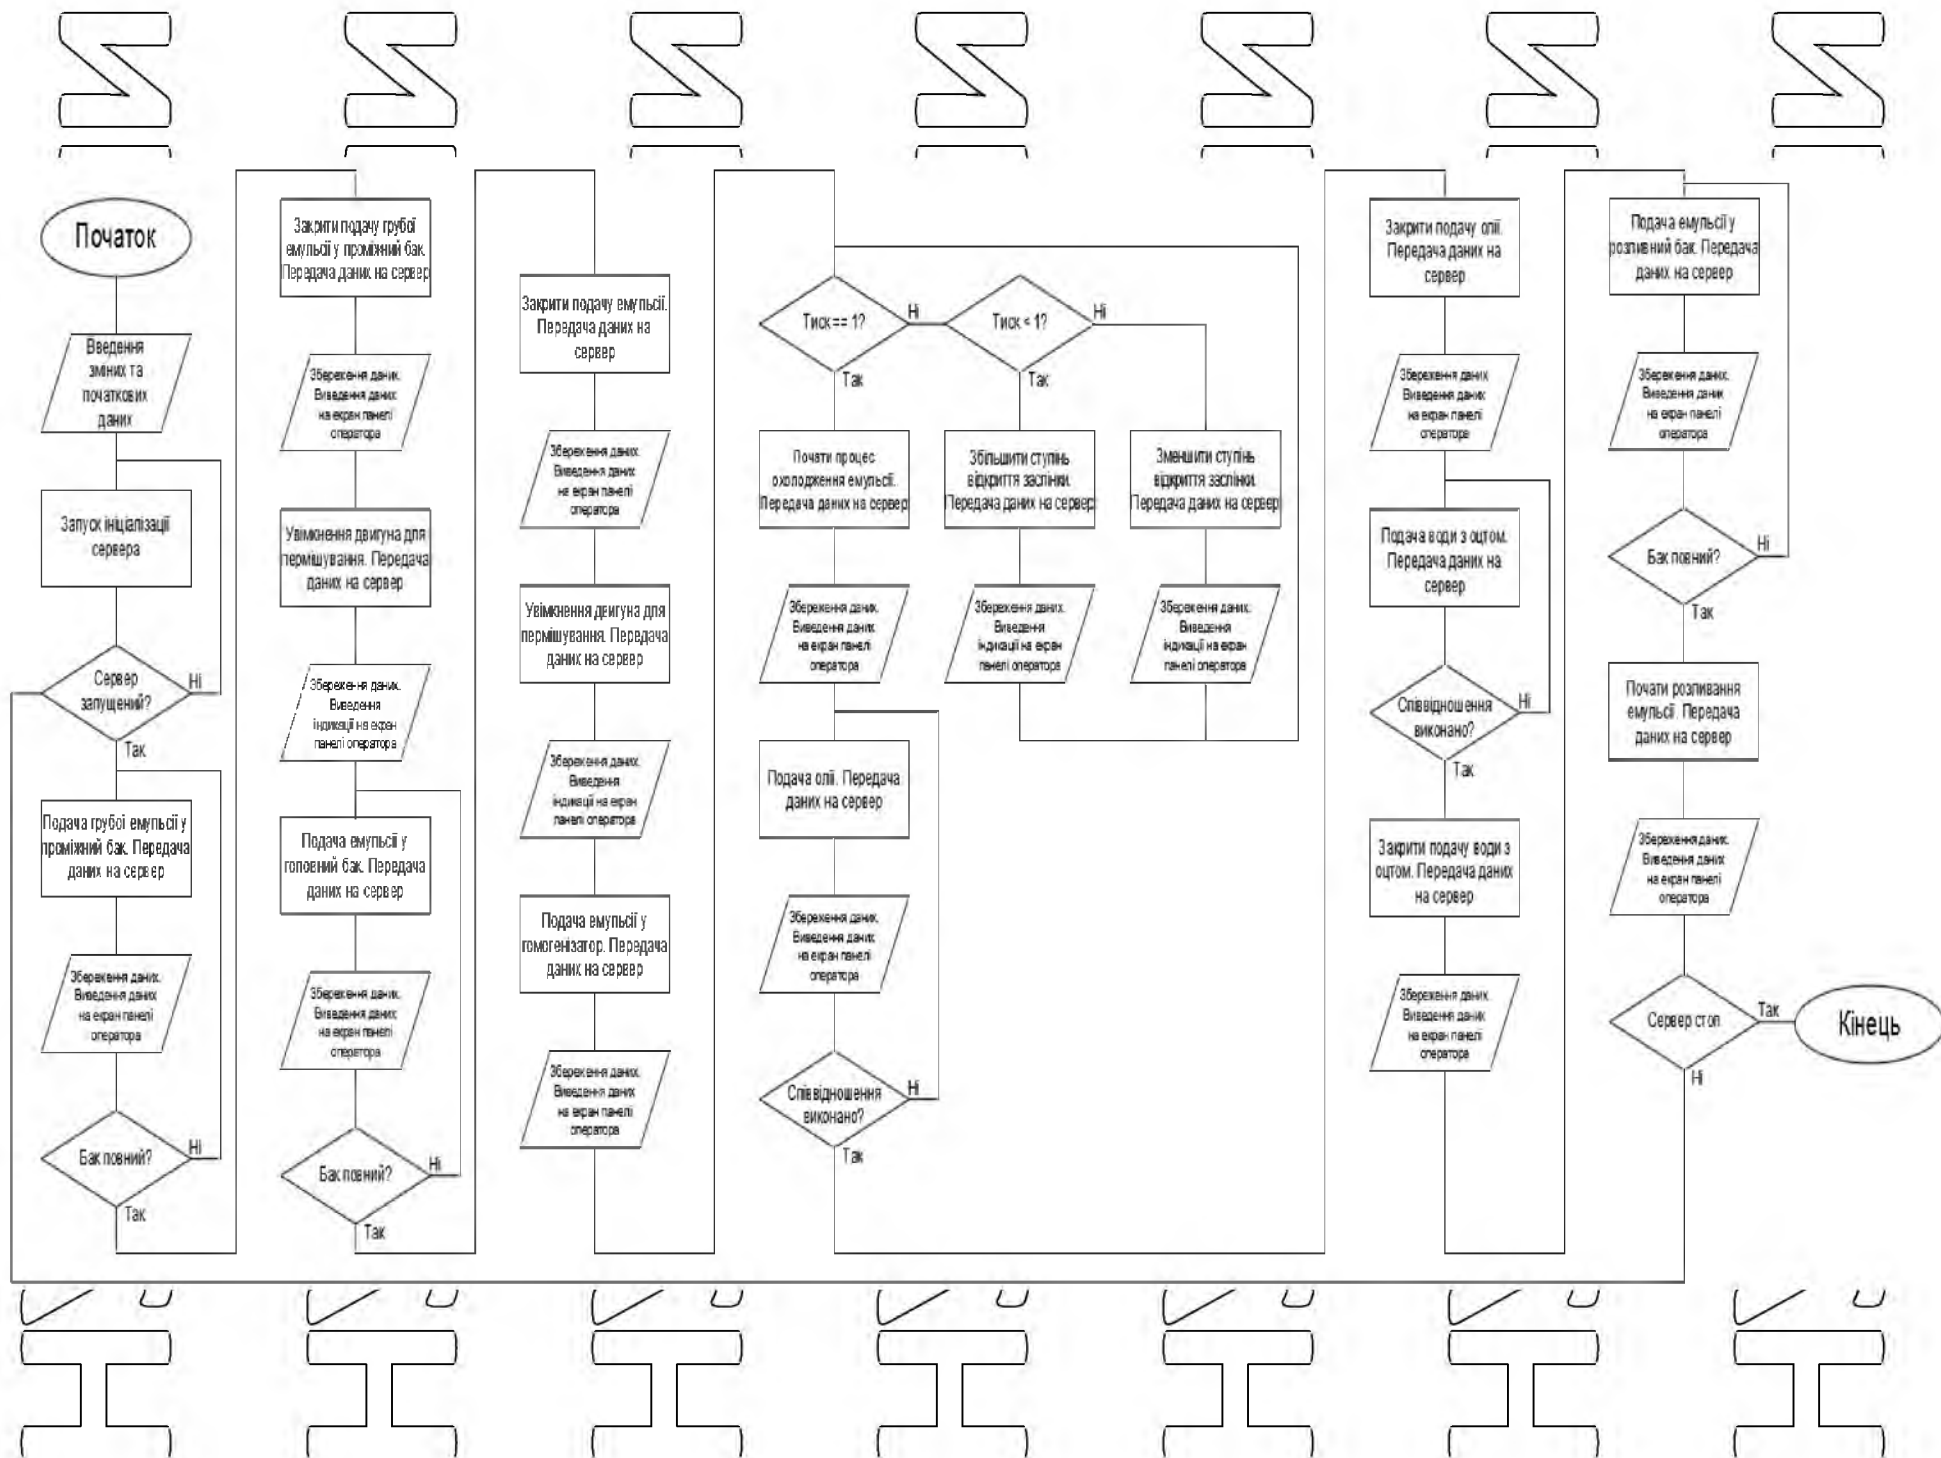 Початок
Введення
зміних та
початкових
даних
Запуск ініціалізаці
сервера
Сервер
запущений?
Ні
Так
Подача грубої емульсії у
проміжний бак. Передача
даних на сервер
Збереження даних.
Виведення даних
на екран панелі
оператора
Бак повний?
Ні
Так
Закрити подачу грубої
емульсії у проміжний бак.
Передача даних на сервер
Збереження даних.
Виведення даних
на екран панелі
оператора
Увімкнення двигуна для
пермішування. Передача
даних на сервер
Збереження даних.
Виведення
індикації на екран
панелі оператора
Подача емульсії у
головний бак. Передача
даних на сервер
Збереження даних.
Виведення даних
на екран панелі
оператора
Бак повний?
Ні
Так
Закрити подачу емульсії.
Передача даних на
сервер
Збереження даних.
Виведення даних
на екран панелі
оператора
Увімкнення двигуна для
пермішування. Передача
даних на сервер
Збереження даних.
Виведення
індикації на екран
панелі оператора
Подача емульсії у
гомогенізатор. Передача
даних на сервер
Збереження даних.
Виведення даних
на екран панелі
оператора
Тиск == 1?
Ні
Так
Тиск < 1?
Ні
Так
Почати процес
охолодження емульсії.
Передача даних на сервер
Збільшити ступінь
відкриття заслінки.
Передача даних на сервер
Зменшити ступінь
відкриття заслінки.
Передача даних на сервер
Збереження даних.
Виведення даних
на екран панелі
оператора
Збереження даних.
Виведення
індикації на екран
панелі оператора
Збереження даних.
Виведення
індикації на екран
панелі оператора
Подача олії. Передача
даних на сервер
Збереження даних.
Виведення даних
на екран панелі
оператора
Співвідношення
виконано?
Ні
Так
Закрити подачу олії.
Передача даних на
сервер
Збереження даних
Виведення даних
на екран панелі
оператора
Подача води з оцтом.
Передача даних на
сервер
Співвідношення
виконано?
Ні
Так
Закрити подачу води з
оцтом. Передача даних
на сервер
Збереження даних
Виведення даних
на екран панелі
оператора
Подача емульсії у
розливний бак. Передача
даних на сервер
Збереження даних.
Виведення даних
на екран панелі
оператора
Бак повний?
Ні
Так
Почати розливання
емульсії. Передача
даних на сервер
Збереження даних.
Виведення даних
на екран панелі
оператора
Сервер стоп
Так
Ні
Кінець